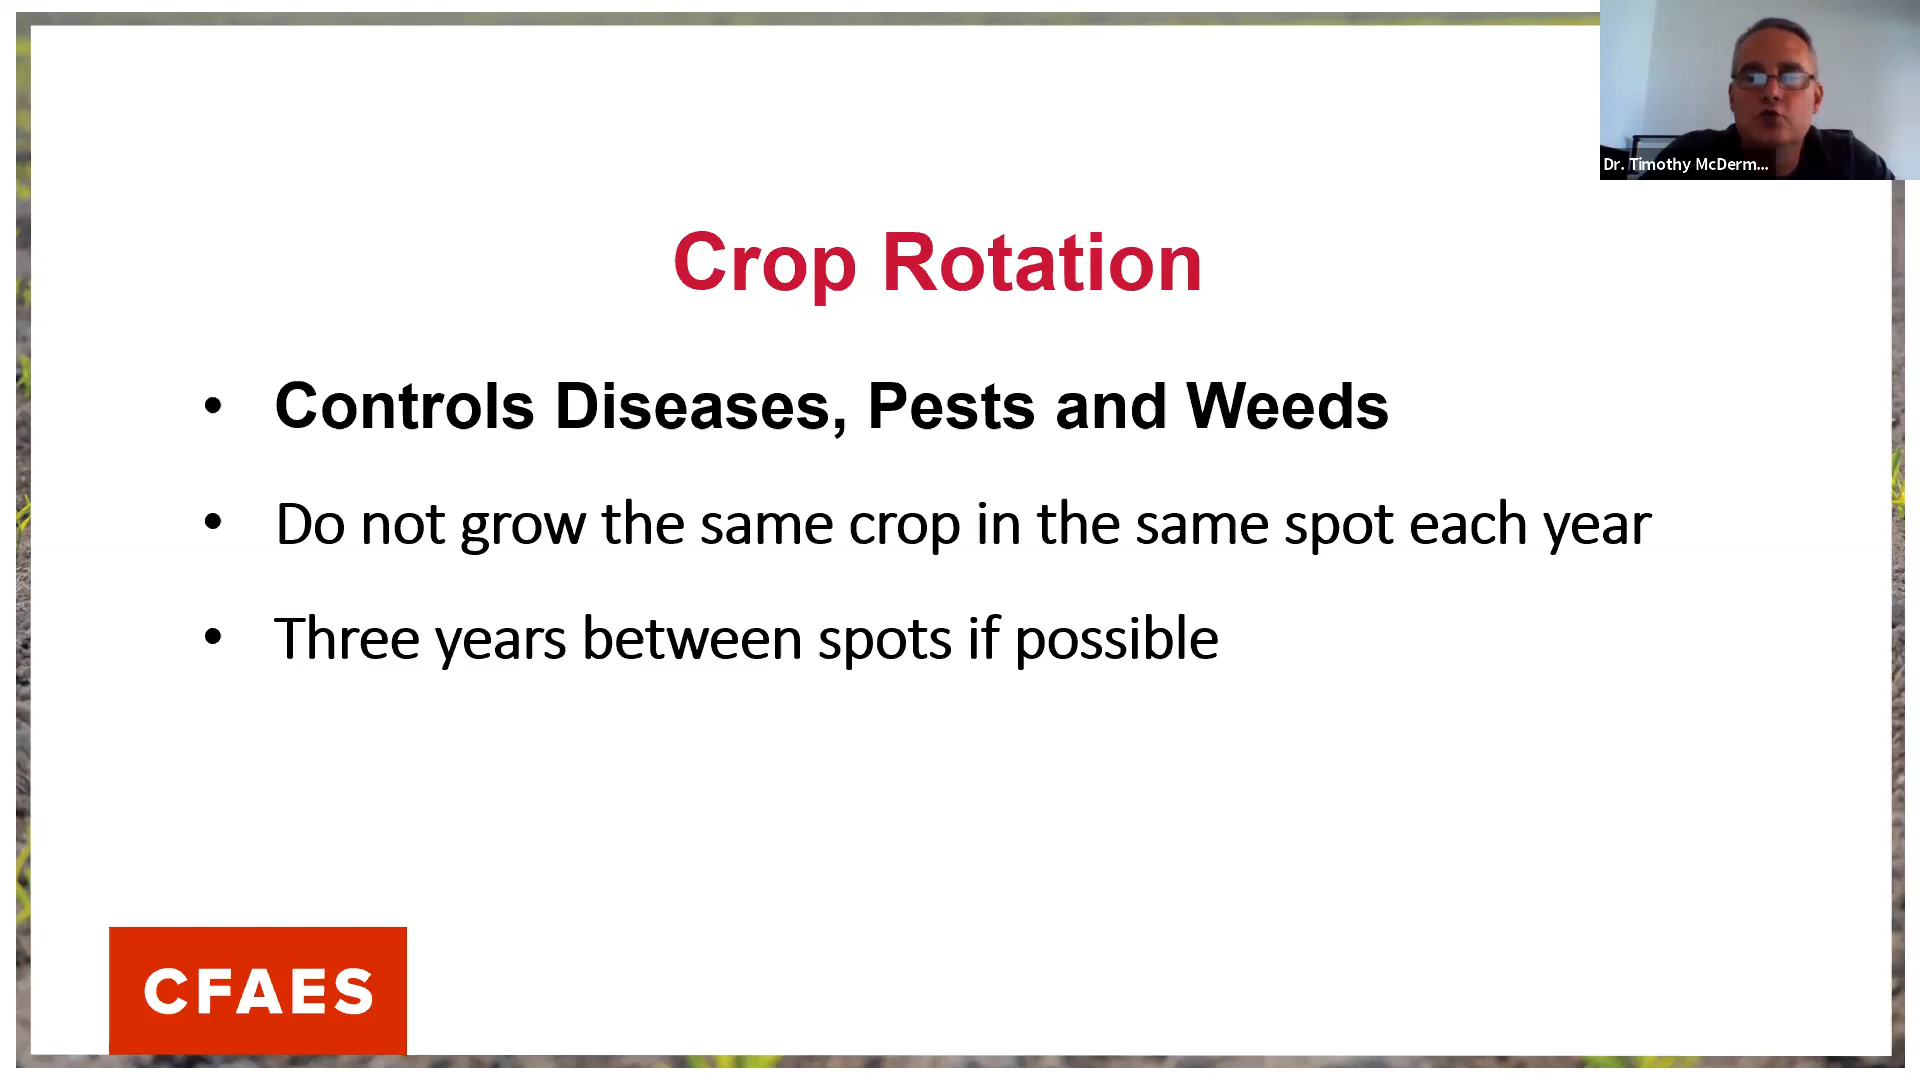 Dr. Timothy McDerm...
Crop Rotation
• Controls Diseases, Pests and Weeds
• Do not grow the same crop in the same spot each year
• Three years between spots if possible
CFAES